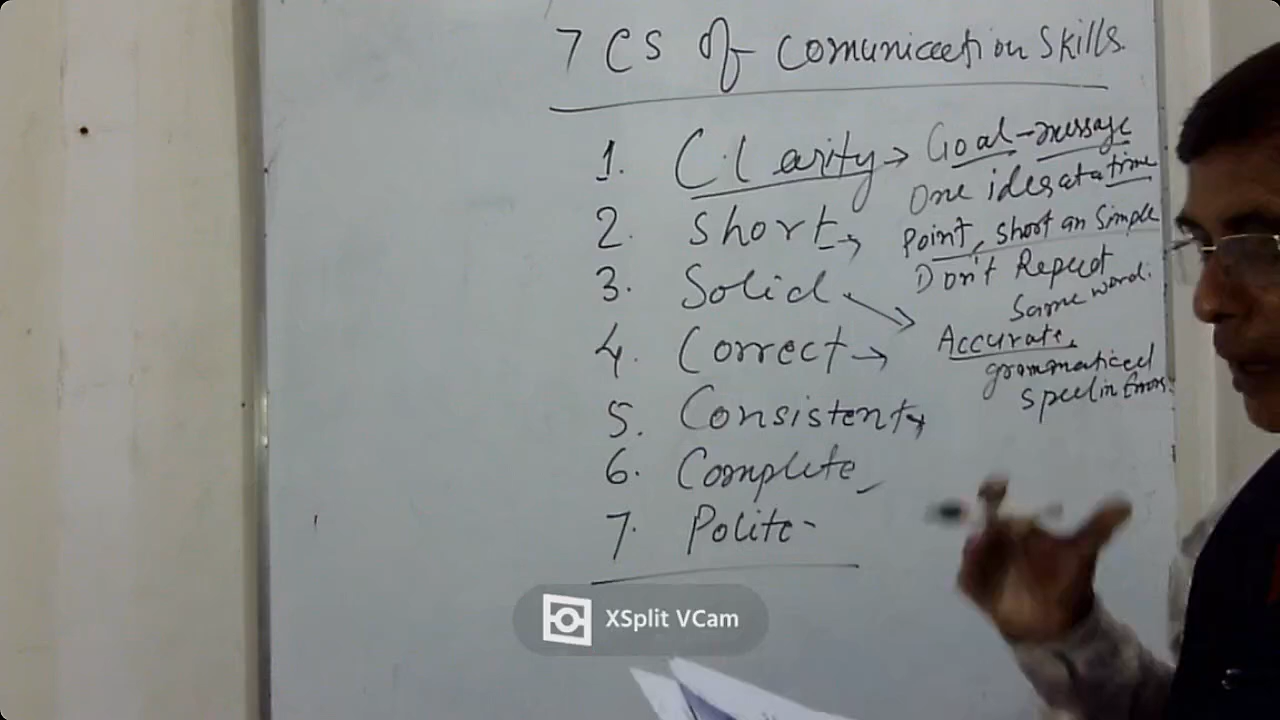 7 CS Of Comunication Skills.
1. Clarity → Goal - message
One idea at a time
2. Short → Point, Short an Simple
Don't Repeat
Same word.
3. Solid →
4. Correct → Accurate,
grammatical
Spellin Errors
5. Consistent →
6. Complete -
7. Polite -
XSplit VCam